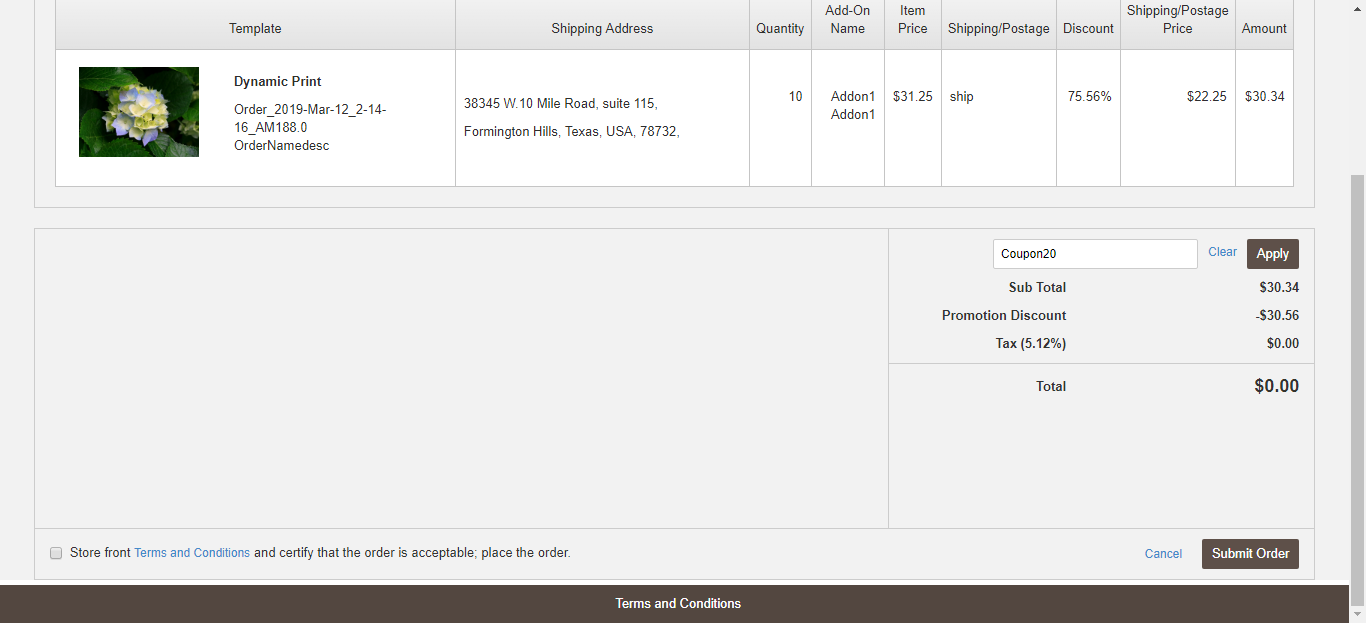 Template
Shipping Address
Quantity
Add-On
Name
Item
Price
Shipping/Postage
Discount
Shipping/Postage
Price
Amount
Dynamic Print
Order_2019-Mar-12_2-14-
16_AM188.0
OrderNamedesc
38345 W.10 Mile Road, suite 115,
Formington Hills, Texas, USA, 78732,
10
Addon1
Addon1
$31.25
ship
75.56%
$22.25
$30.34
Coupon20
Clear
Apply
Sub Total $30.34
Promotion Discount -$30.56
Tax (5.12%) $0.00
Total $0.00
Store front Terms and Conditions and certify that the order is acceptable; place the order.
Cancel
Submit Order
Terms and Conditions